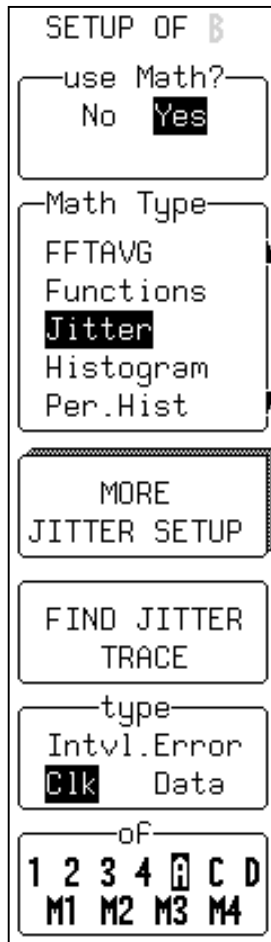 SETUP OF B
use Math?
No Yes
Math Type
FFTAVG
Functions
Jitter
Histogram
Per.Hist
MORE
JITTER SETUP
FIND JITTER
TRACE
type
Intvl.Error
Clk Data
of
1 2 3 4 A C D
M1 M2 M3 M4